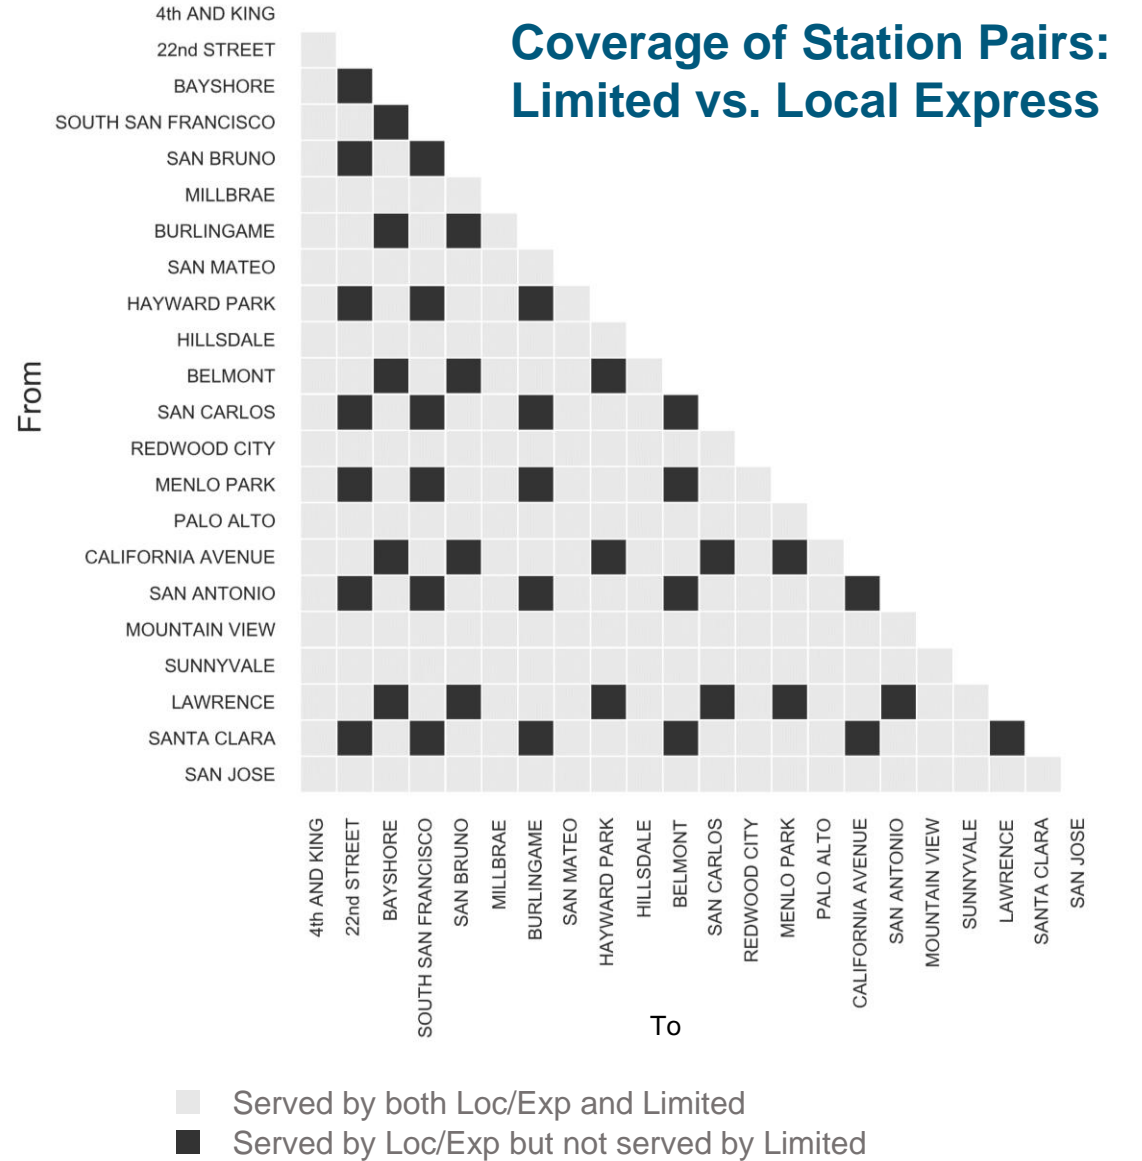 Coverage of Station Pairs:
Limited vs. Local Express
From
4th AND KING
22nd STREET
BAYSHORE
SOUTH SAN FRANCISCO
SAN BRUNO
MILLBRAE
BURLINGAME
SAN MATEO
HAYWARD PARK
HILLSDALE
BELMONT
SAN CARLOS
REDWOOD CITY
MENLO PARK
PALO ALTO
CALIFORNIA AVENUE
SAN ANTONIO
MOUNTAIN VIEW
SUNNYVALE
LAWRENCE
SANTA CLARA
SAN JOSE
4th AND KING
22nd STREET
BAYSHORE
SOUTH SAN FRANCISCO
SAN BRUNO
MILLBRAE
BURLINGAME
SAN MATEO
HAYWARD PARK
HILLSDALE
BELMONT
SAN CARLOS
REDWOOD CITY
MENLO PARK
PALO ALTO
CALIFORNIA AVENUE
SAN ANTONIO
MOUNTAIN VIEW
SUNNYVALE
LAWRENCE
SANTA CLARA
SAN JOSE
To
Served by both Loc/Exp and Limited
Served by Loc/Exp but not served by Limited